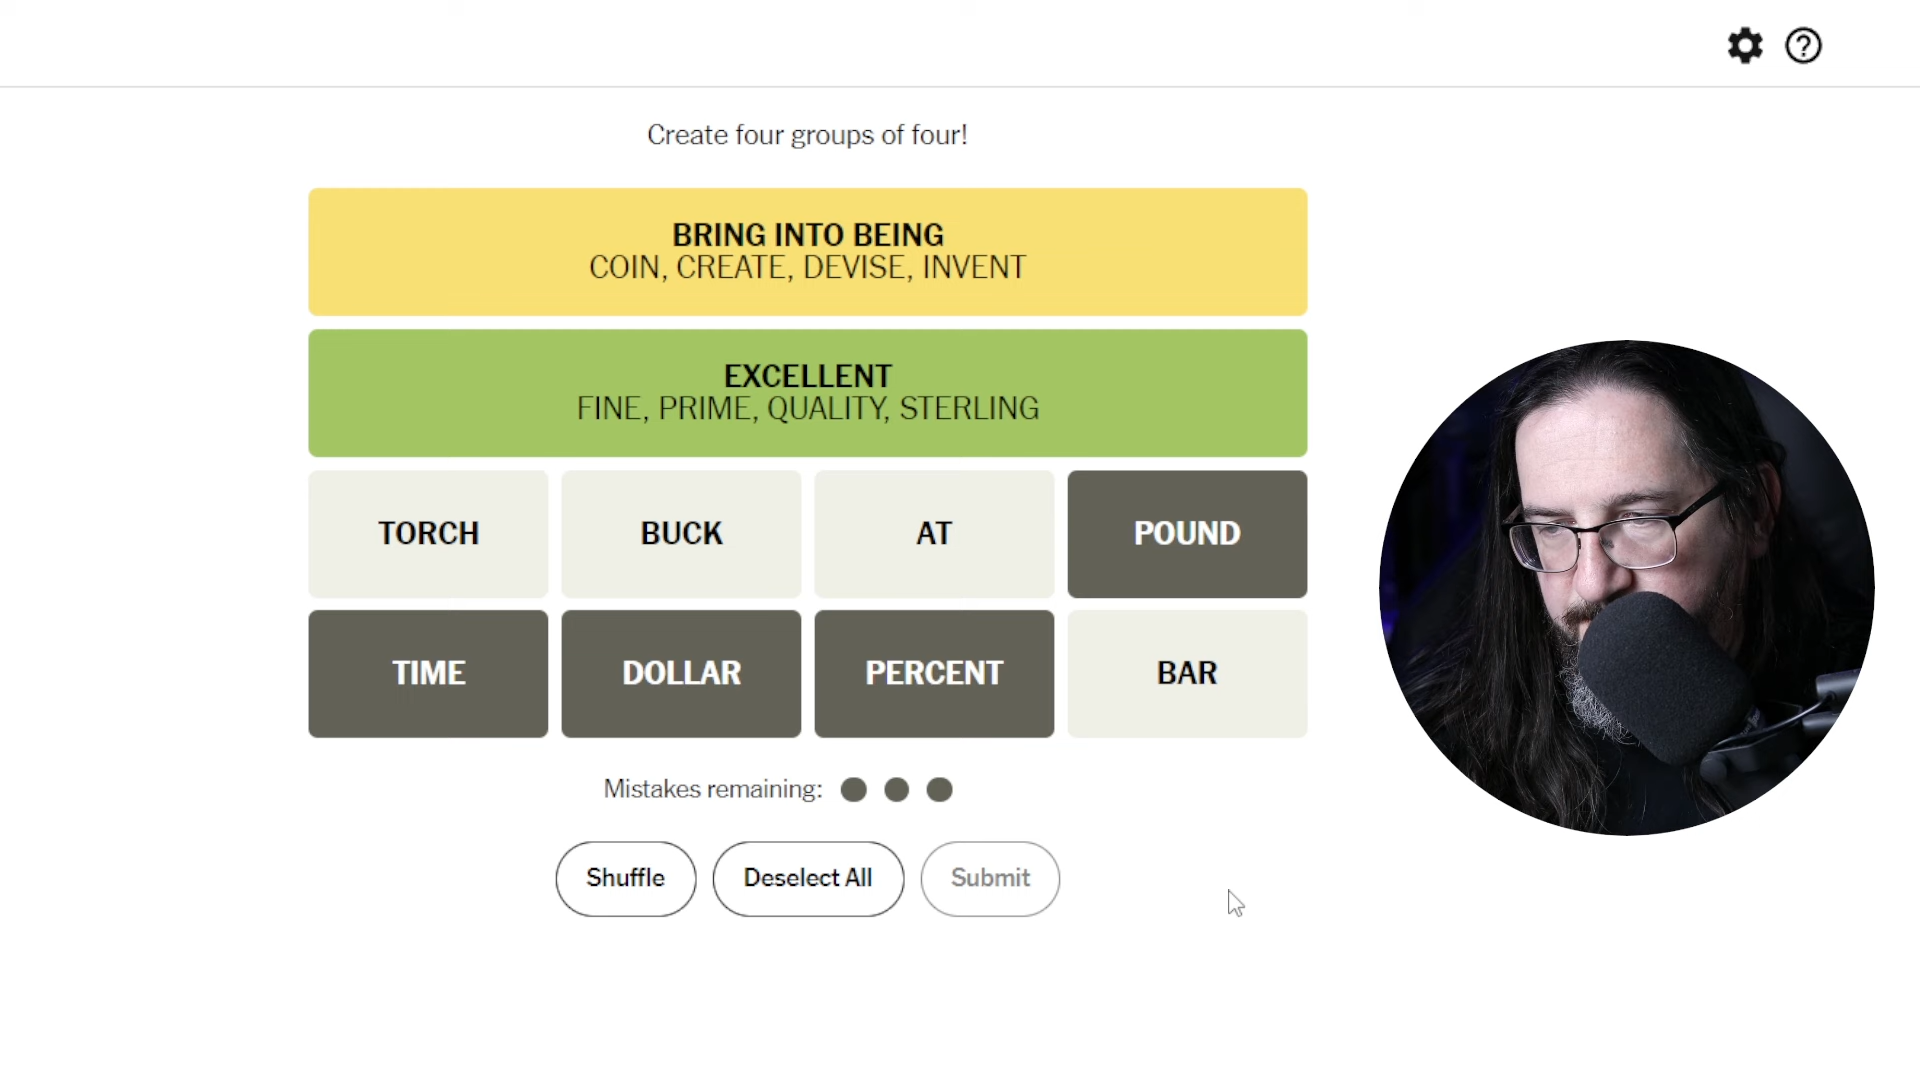 Create four groups of four!
BRING INTO BEING
COIN, CREATE, DEVISE, INVENT
EXCELLENT
FINE, PRIME, QUALITY, STERLING
TORCH BUCK AT POUND
TIME DOLLAR PERCENT BAR
Mistakes remaining:
Shuffle Deselect All Submit